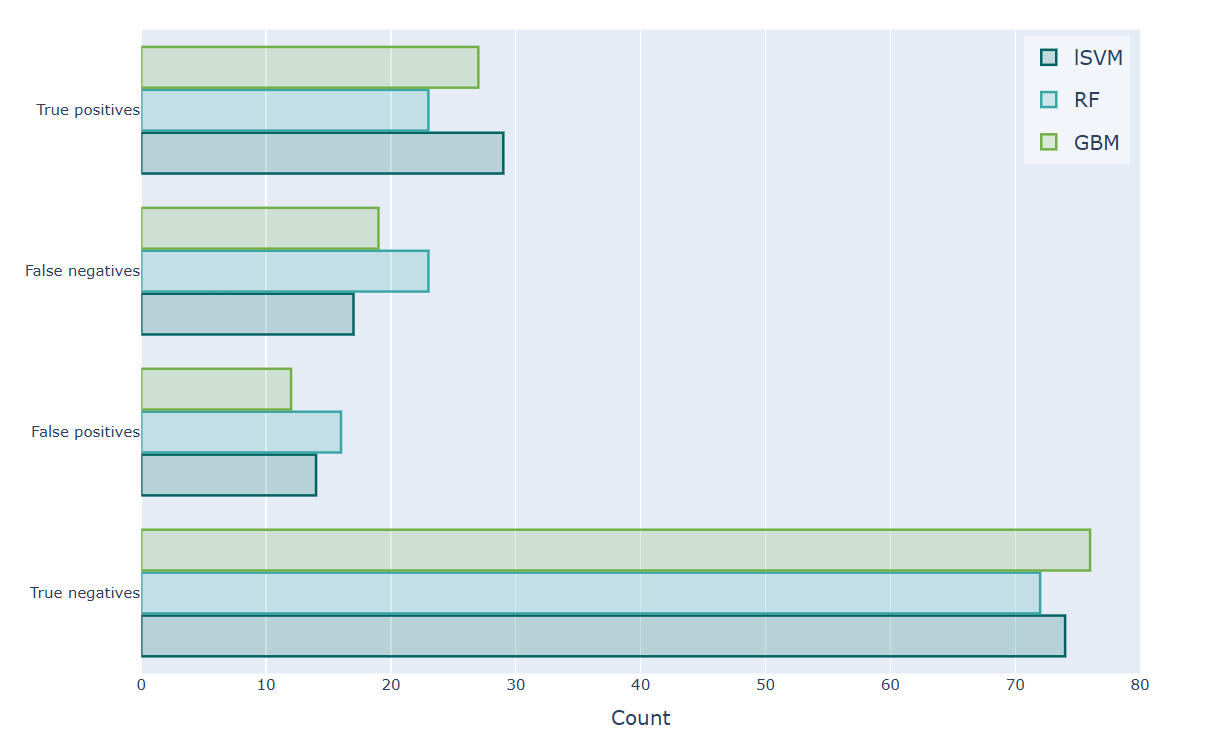 True positives
False negatives
False positives
True negatives
0 10 20 30 40 50 60 70 80
Count
lSVM
RF
GBM